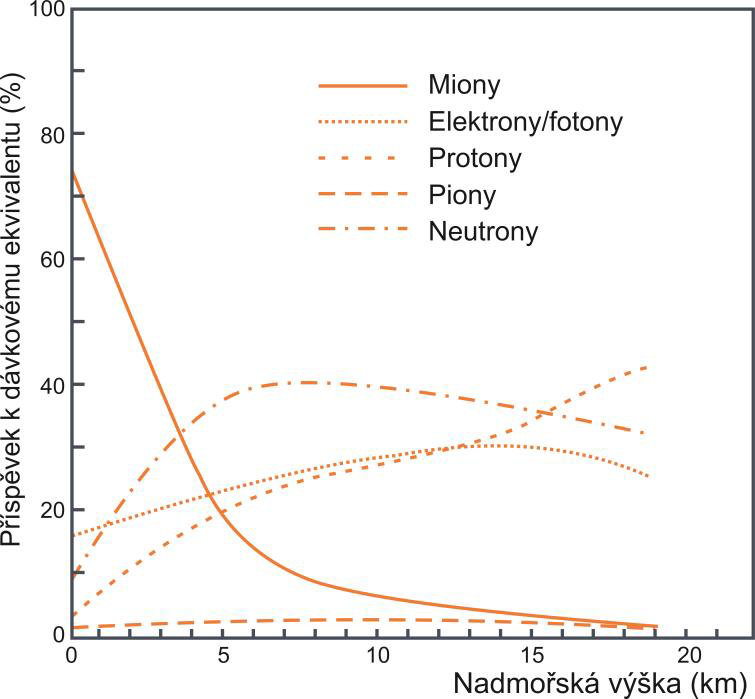 100
80
60
40
20
0
Příspěvek k dávkovému ekvivalentu (%)
Miony
Elektrony/fotony
Protony
Piony
Neutrony
0 5 10 15 20
Nadmořská výška (km)